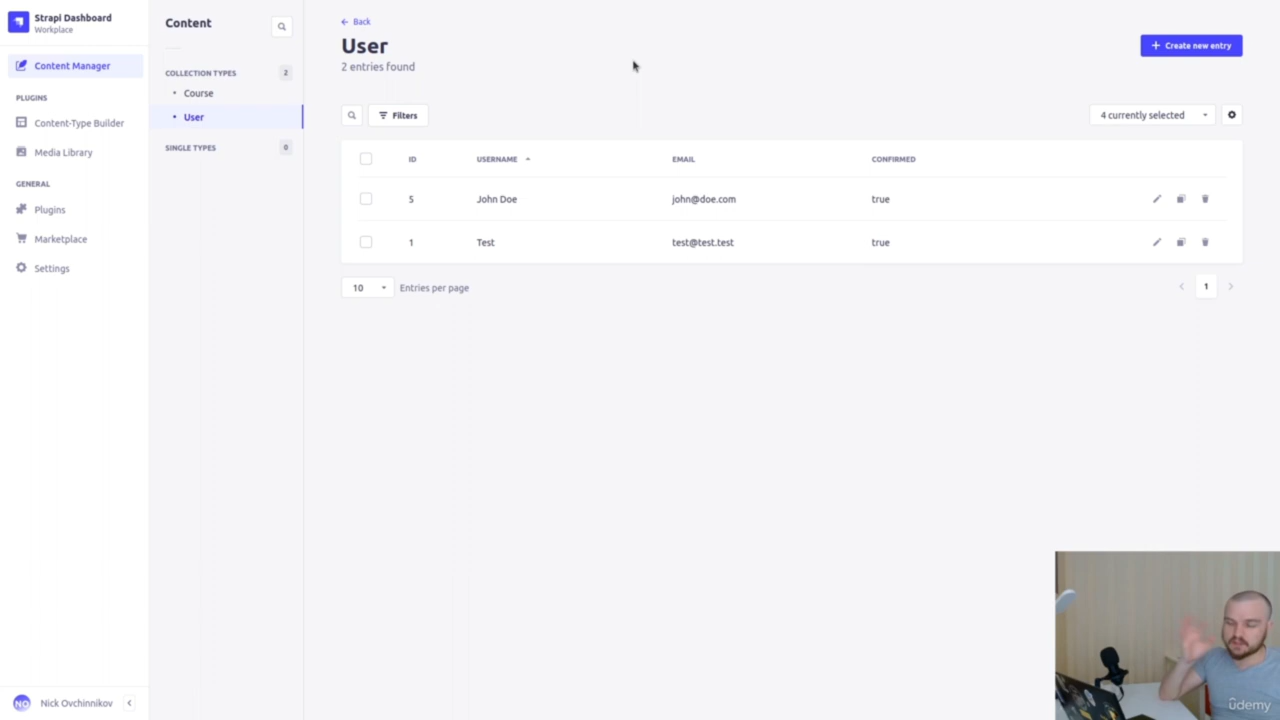 Strapi Dashboard
Workplace
Content Manager
PLUGINS
Content-Type Builder
Media Library
GENERAL
Plugins
Marketplace
Settings
NO Nick Ovchinnikov
Content
COLLECTION TYPES 2
Course
User
SINGLE TYPES 0
Back
User
2 entries found
Create new entry
Filters
4 currently selected
ID USERNAME EMAIL CONFIRMED
5 John Doe john@doe.com true
1 Test test@test.test true
10 Entries per page
1
udemy